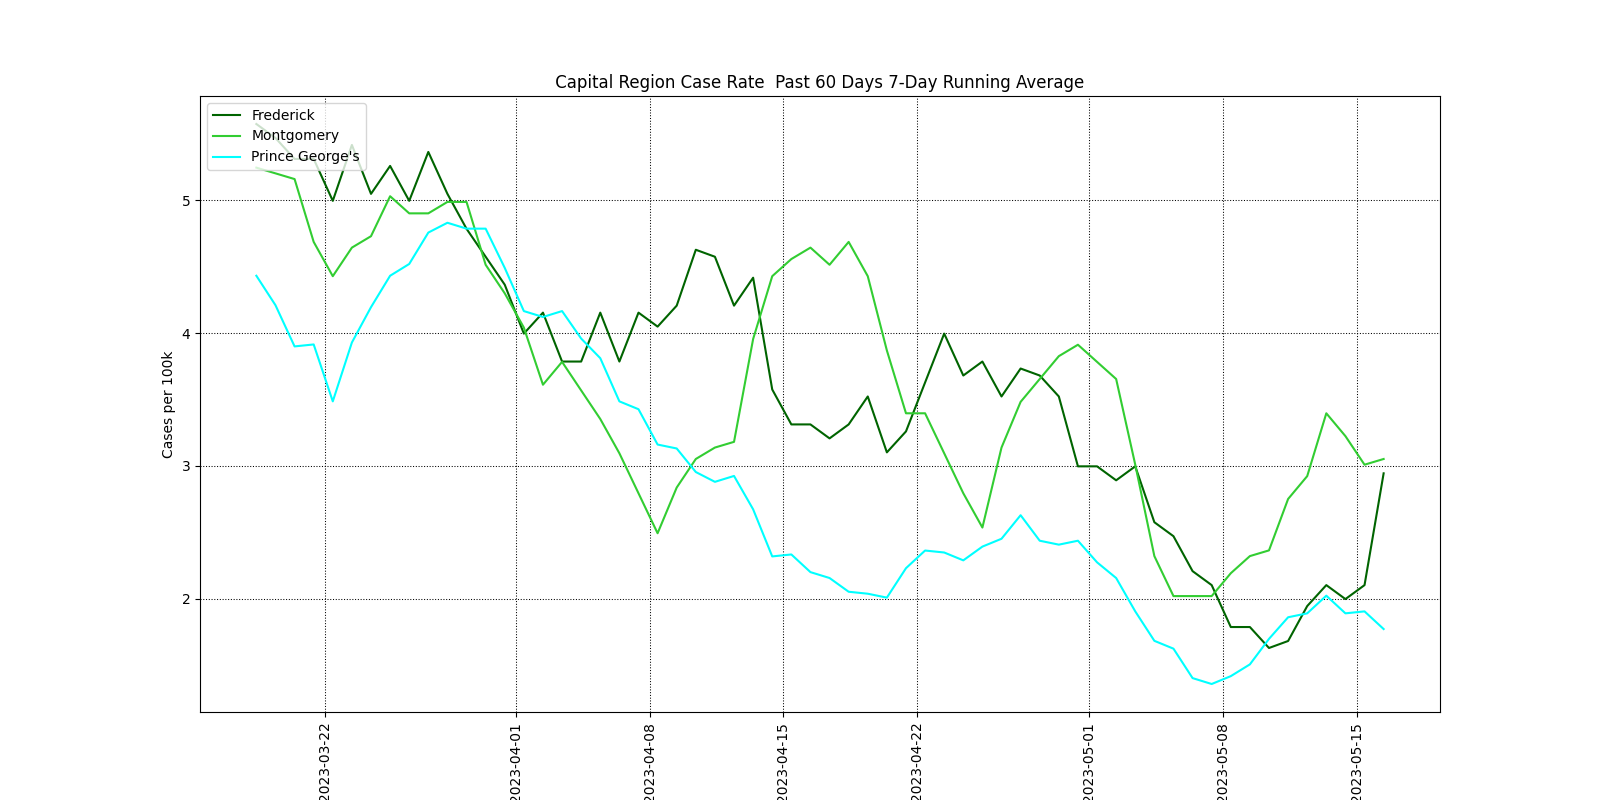 Capital Region Case Rate  Past 60 Days 7-Day Running Average
Frederick
Montgomery
Prince George's
Cases per 100k
5
4
3
2
2023-03-22
2023-04-01
2023-04-08
2023-04-15
2023-04-22
2023-05-01
2023-05-08
2023-05-15